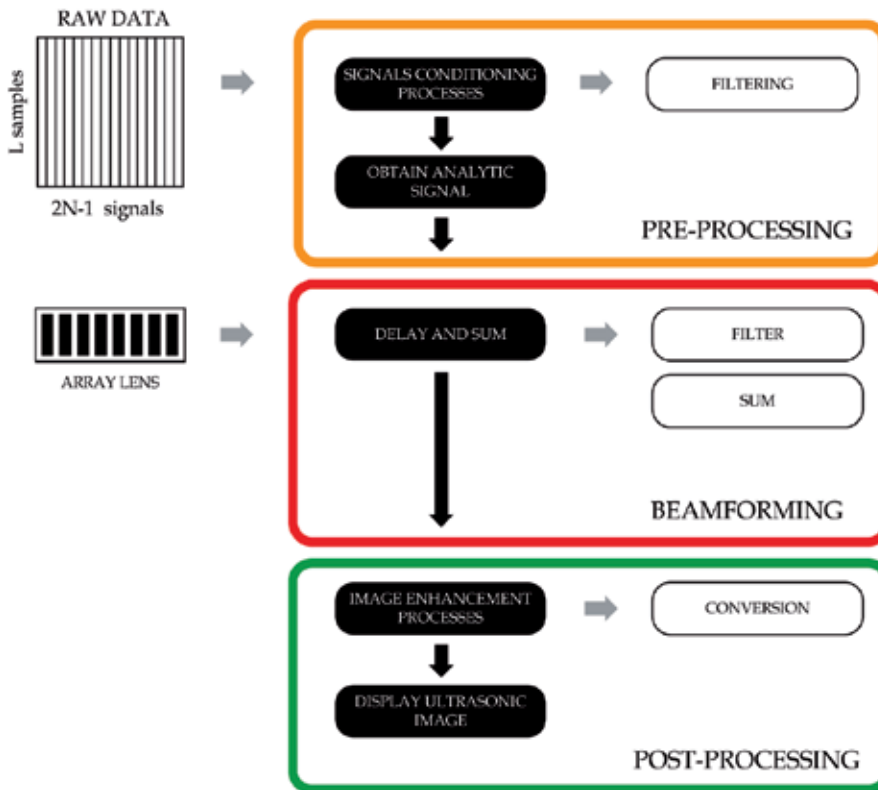 RAW DATA
L samples
2N-1 signals
SIGNALS CONDITIONING
PROCESSES
FILTERING
OBTAIN ANALYTIC
SIGNAL
PRE-PROCESSING
ARRAY LENS
DELAY AND SUM
FILTER
SUM
BEAMFORMING
IMAGE ENHANCEMENT
PROCESSES
CONVERSION
DISPLAY ULTRASONIC
IMAGE
POST-PROCESSING